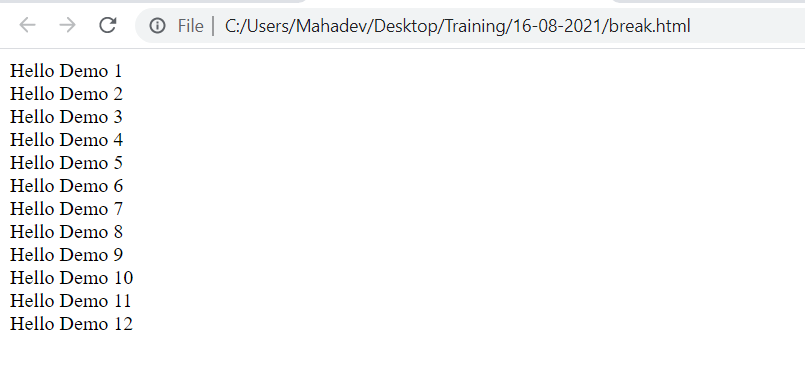 File | C:/Users/Mahadev/Desktop/Training/16-08-2021/break.html
Hello Demo 1
Hello Demo 2
Hello Demo 3
Hello Demo 4
Hello Demo 5
Hello Demo 6
Hello Demo 7
Hello Demo 8
Hello Demo 9
Hello Demo 10
Hello Demo 11
Hello Demo 12